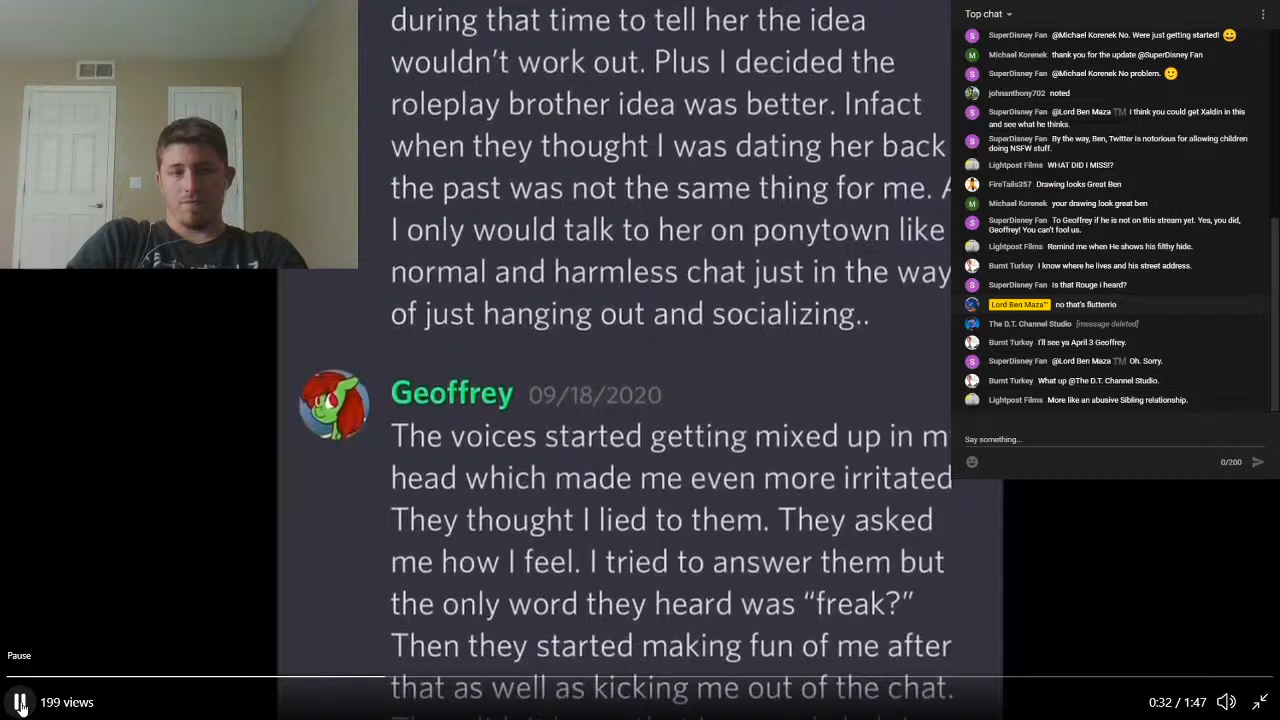 during that time to tell her the idea
wouldn't work out. Plus I decided the
roleplay brother idea was better. Infact
when they thought I was dating her back
the past was not the same thing for me. A
I only would talk to her on ponytown like
normal and harmless chat just in the way
of just hanging out and socializing..
Geoffrey 09/18/2020
The voices started getting mixed up in m
head which made me even more irritated
They thought I lied to them. They asked
me how I feel. I tried to answer them but
the only word they heard was “freak?”
Then they started making fun of me after
that as well as kicking me out of the chat.
Top chat
SuperDisney Fan @Michael Korenek No. Were just getting started! 😀
Michael Korenek thank you for the update @SuperDisney Fan
SuperDisney Fan @Michael Korenek No problem. 🙂
johnanthony702 noted
SuperDisney Fan @Lord Ben Maza ™️ I think you could get Xaldin in this
and see what he thinks.
SuperDisney Fan By the way, Ben, Twitter is notorious for allowing children
doing NSFW stuff.
Lightpost Films WHAT DID I MISS!?
FireTails357 Drawing looks Great Ben
Michael Korenek your drawing look great ben
SuperDisney Fan To Geoffrey if he is not on this stream yet. Yes, you did,
Geoffrey! You can't fool us.
Lightpost Films Remind me when He shows his filthy hide.
Burnt Turkey I know where he lives and his street address.
SuperDisney Fan Is that Rouge i heard?
Lord Ben Maza™ no that's flutterrio
The D.T. Channel Studio [message deleted]
Burnt Turkey I'll see ya April 3 Geoffrey.
SuperDisney Fan @Lord Ben Maza ™️ Oh. Sorry.
Burnt Turkey What up @The D.T. Channel Studio.
Lightpost Films More like an abusive Sibling relationship.
Say something...
0/200
Pause
199 views
0:32 / 1:47